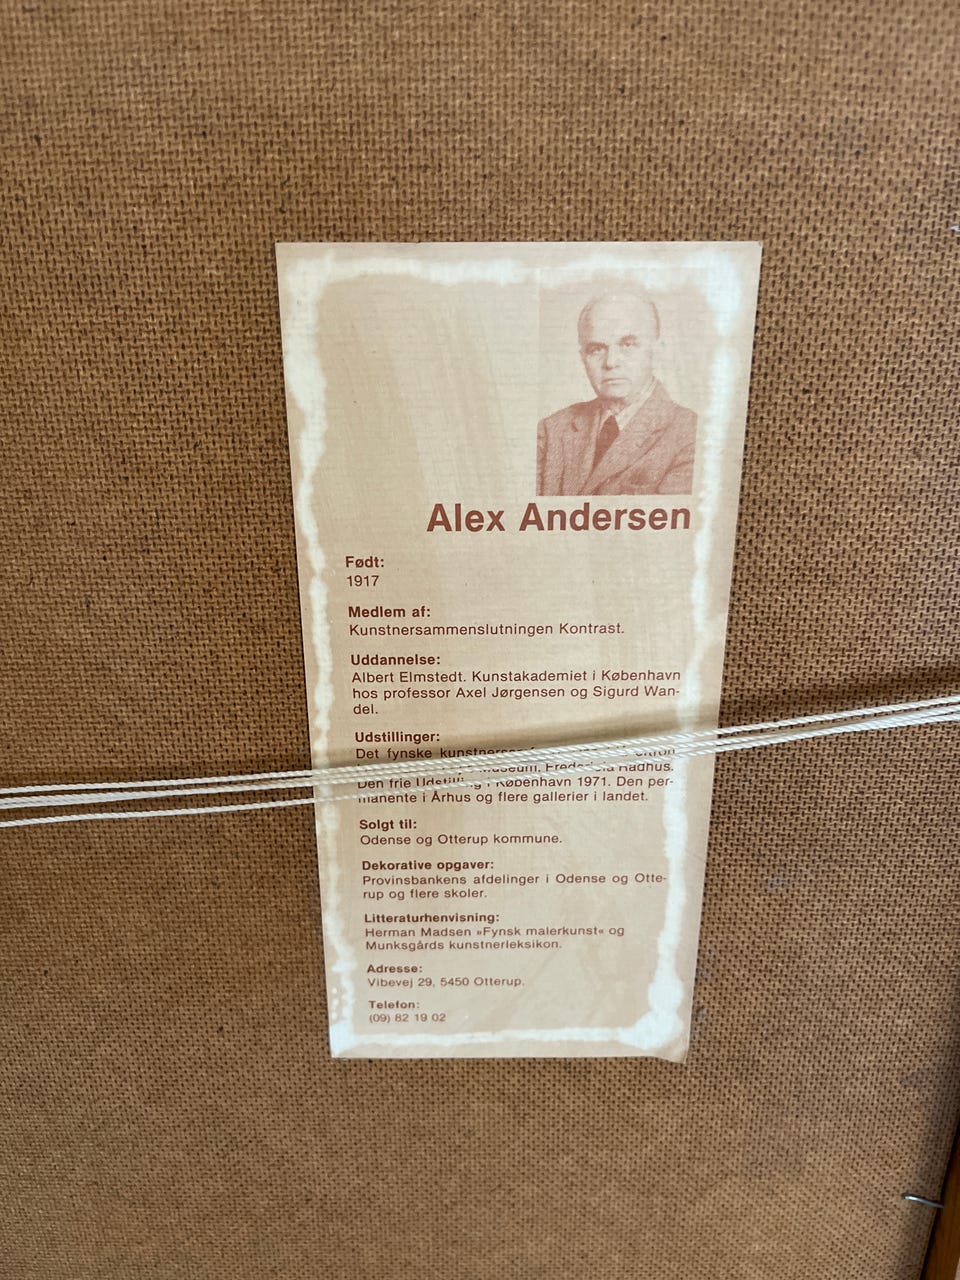 Alex Andersen
Født:
1917
Medlem af:
Kunstnersammenslutningen Kontrast.
Uddannelse:
Albert Elmstedt. Kunstakademiet i København
hos professor Axel Jørgensen og Sigurd Wan-
del.
Udstillinger:
Det fynske
Museum, Fredericia Rådhus.
Den frie Udstilling i København 1971. Den per-
manente i Århus og flere gallerier i landet.
Solgt til:
Odense og Otterup kommune.
Dekorative opgaver:
Provinsbankens afdelinger i Odense og Otte-
rup og flere skoler.
Litteraturhenvisning:
Herman Madsen »Fynsk malerkunst« og
Munksgårds kunstnerleksikon.
Adresse:
Vibevej 29, 5450 Otterup.
Telefon:
(09) 82 19 02